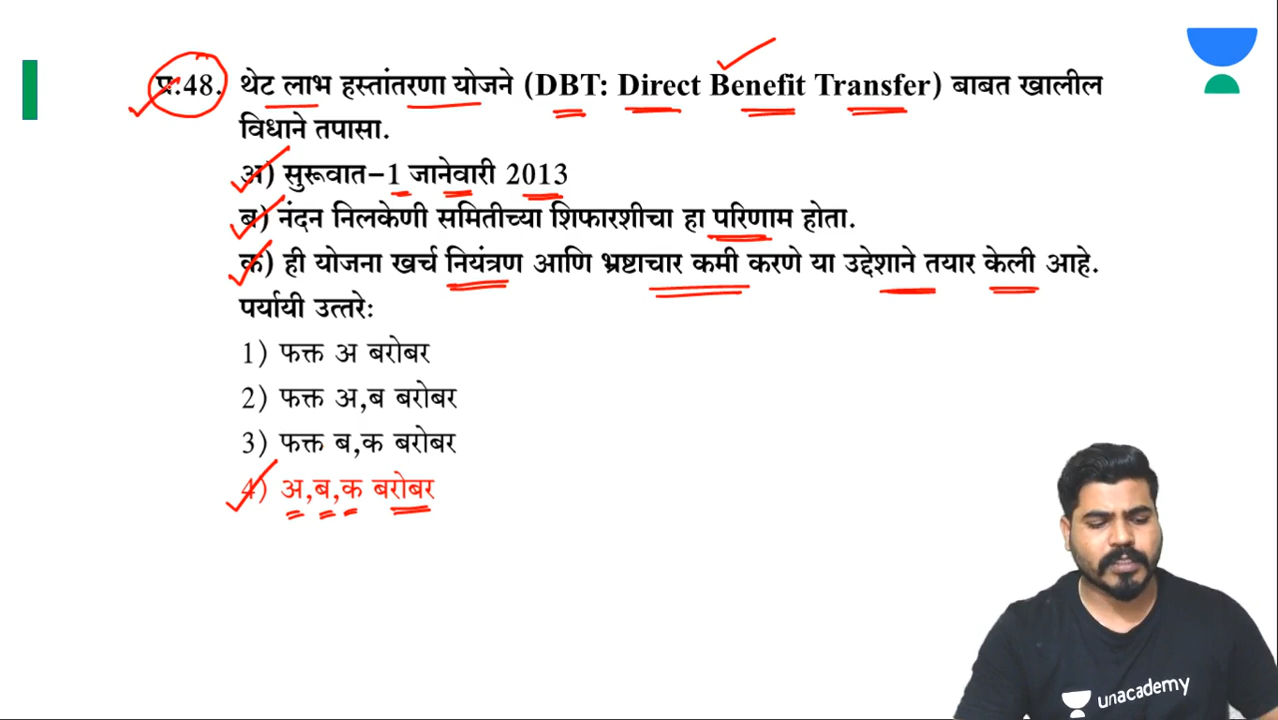 प्र.48. थेट लाभ हस्तांतरणा योजने (DBT: Direct Benefit Transfer) बाबत खालील
विधाने तपासा.
अ) सुरूवात-1 जानेवारी 2013
ब) नंदन निलकेणी समितीच्या शिफारशीचा हा परिणाम होता.
क) ही योजना खर्च नियंत्रण आणि भ्रष्टाचार कमी करणे या उद्देशाने तयार केली आहे.
पर्यायी उत्तरे:
1) फक्त अ बरोबर
2) फक्त अ,ब बरोबर
3) फक्त ब,क बरोबर
4) अ,ब,क बरोबर
unacademy